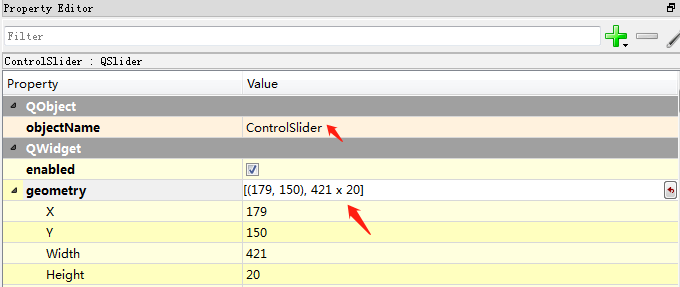 Property Editor
Filter
ControlSlider : QSlider
Property Value
QObject
objectName ControlSlider
QWidget
enabled
geometry [(179, 150), 421 x 20]
X 179
Y 150
Width 421
Height 20